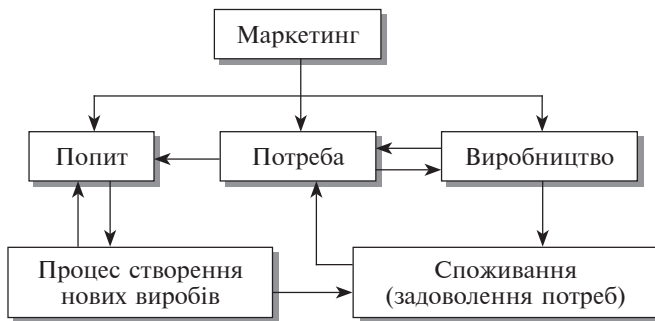 Маркетинг
Попит
Потреба
Виробництво
Процес створення
нових виробів
Споживання
(задоволення потреб)